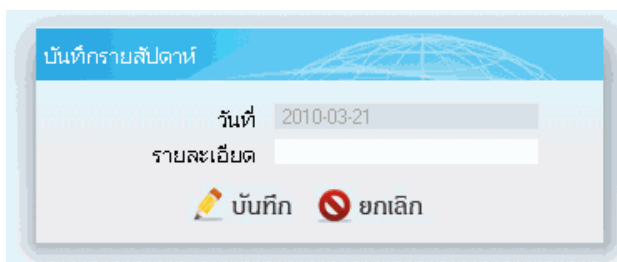 บันทึกรายสัปดาห์
วันที่ 2010-03-21
รายละเอียด
บันทึก ยกเลิก